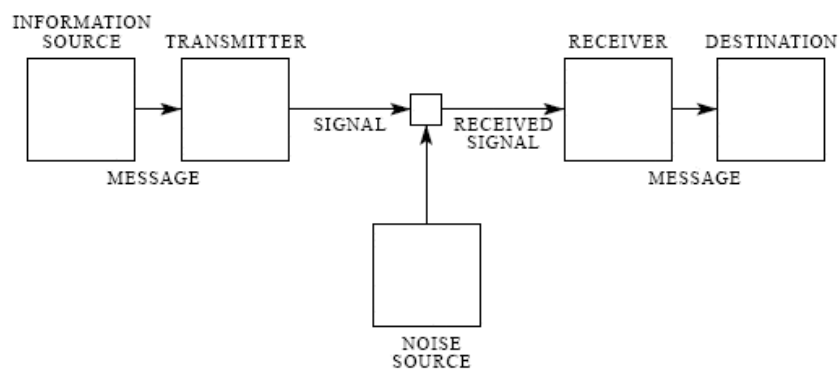 INFORMATION
SOURCE
TRANSMITTER
RECEIVER
DESTINATION
SIGNAL
RECEIVED
SIGNAL
MESSAGE
MESSAGE
NOISE
SOURCE